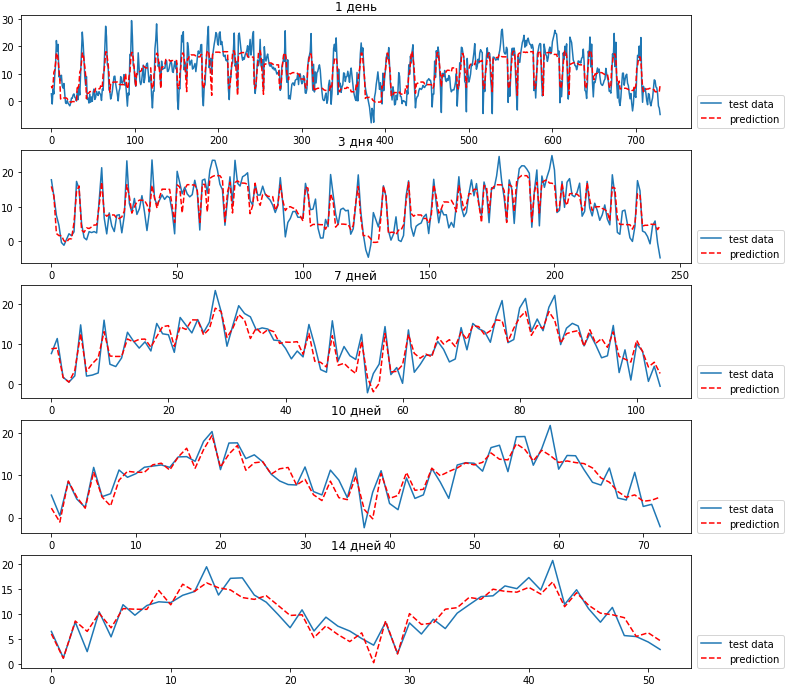 1 день
30
20
10
0
0 100 200 300 400 500 600 700
test data
prediction
3 дня
20
10
0
0 50 100 150 200 250
test data
prediction
7 дней
20
10
0
0 20 40 60 80 100
test data
prediction
10 дней
20
10
0
0 10 20 30 40 50 60 70
test data
prediction
14 дней
20
15
10
5
0
0 10 20 30 40 50
test data
prediction